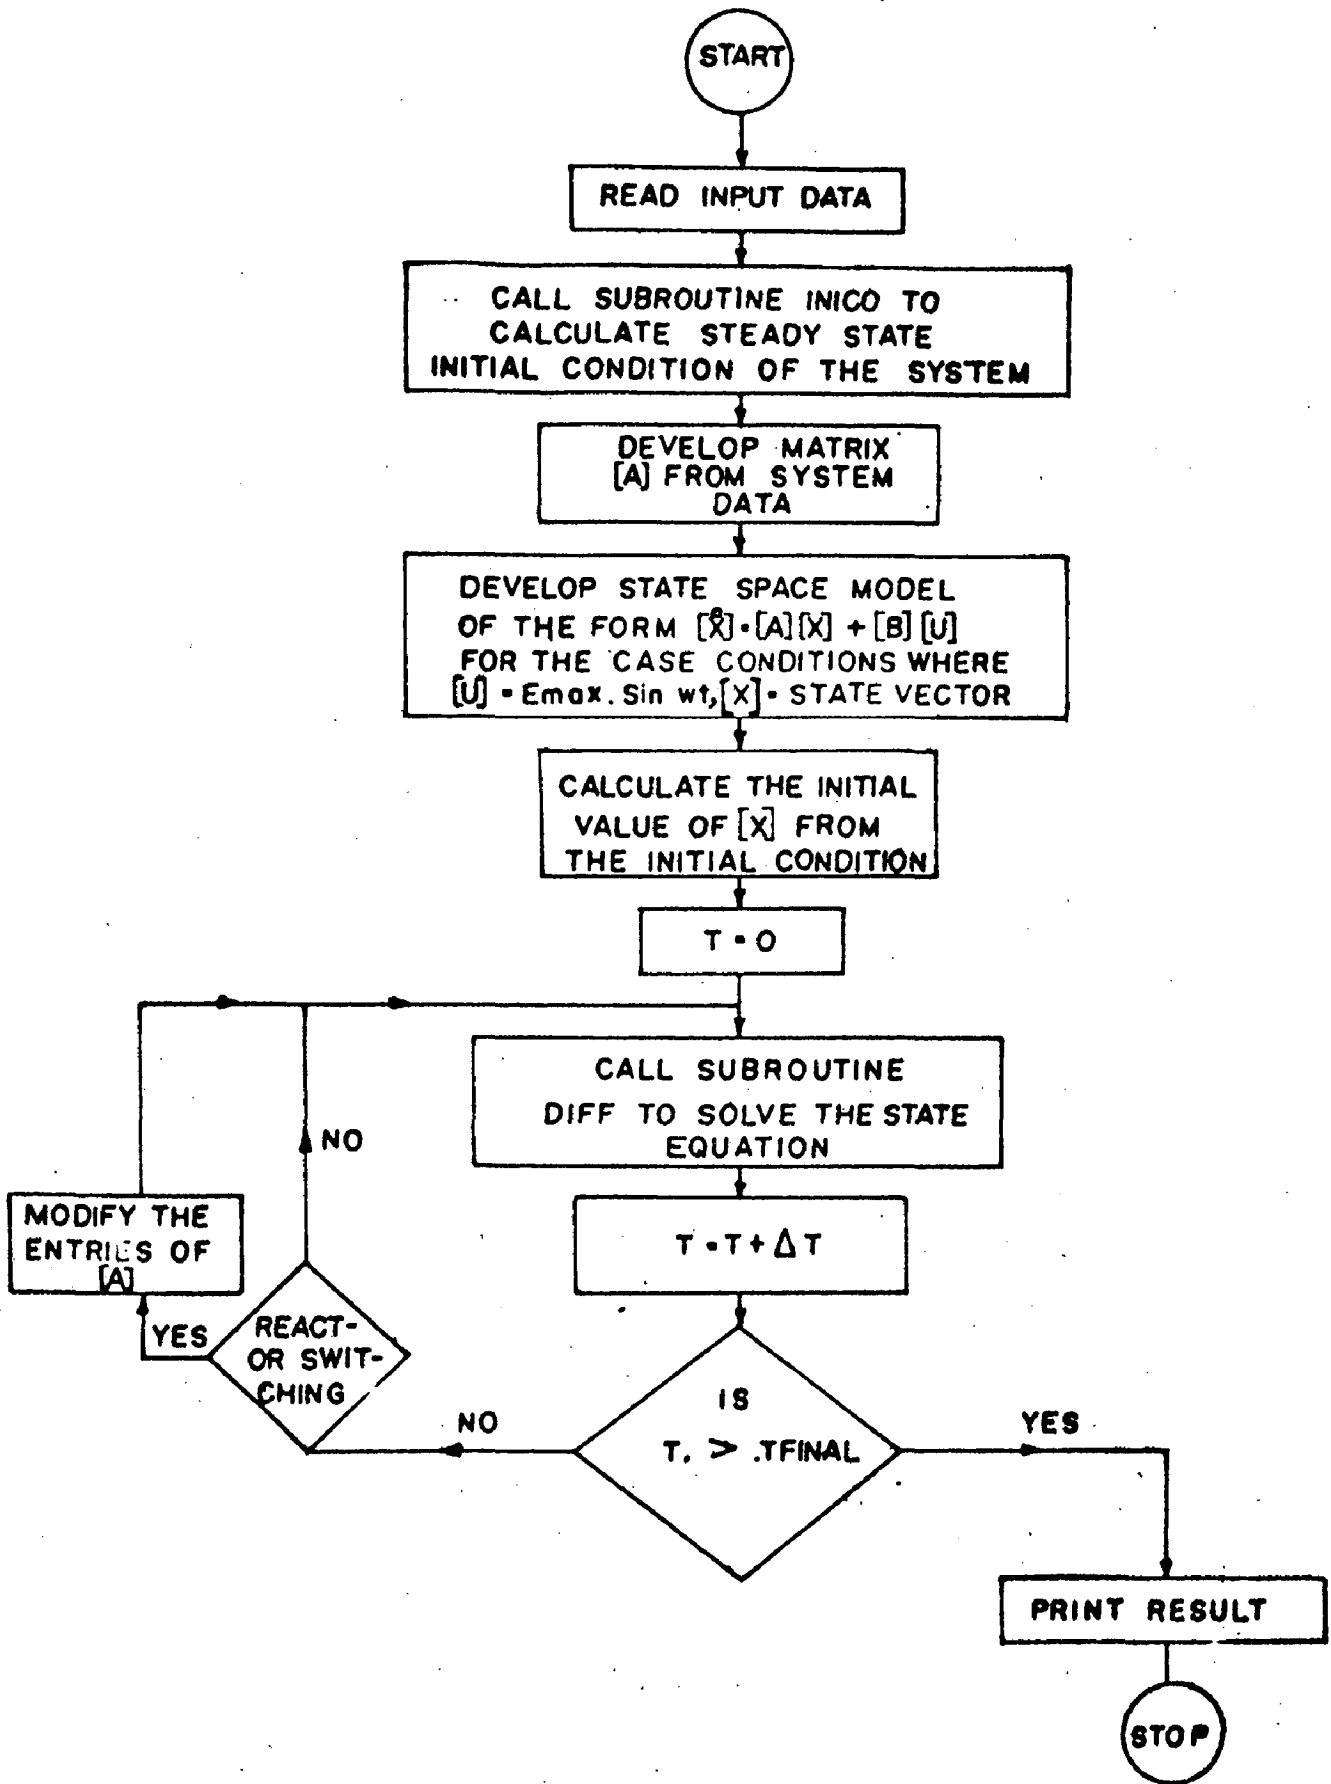 START
READ INPUT DATA
CALL SUBROUTINE INICO TO
CALCULATE STEADY STATE
INITIAL CONDITION OF THE SYSTEM
DEVELOP MATRIX
[A] FROM SYSTEM
DATA
DEVELOP STATE SPACE MODEL
OF THE FORM [Ẋ]=[A][X] + [B][U]
FOR THE CASE CONDITIONS WHERE
[U] = Emax. Sin wt, [X] = STATE VECTOR
CALCULATE THE INITIAL
VALUE OF [X] FROM
THE INITIAL CONDITION
T = 0
CALL SUBROUTINE
DIFF TO SOLVE THE STATE
EQUATION
T = T + Δ T
IS
T. > .TFINAL
NO
YES
REACT-
OR SWIT-
CHING
YES
NO
MODIFY THE
ENTRIES OF
[A]
PRINT RESULT
STOP